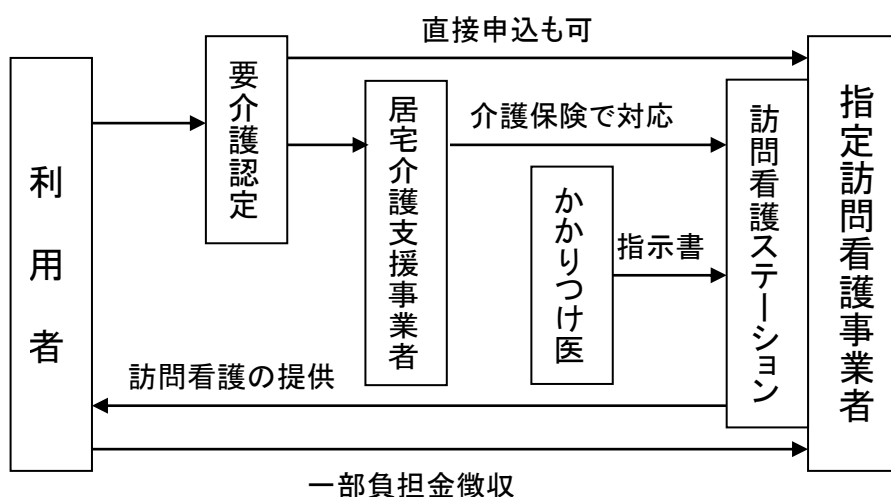 直接申込も可
利用者
要介護認定
居宅介護支援事業者
介護保険で対応
かかりつけ医
指示書
訪問看護ステーション
指定訪問看護事業者
訪問看護の提供
一部負担金徴収